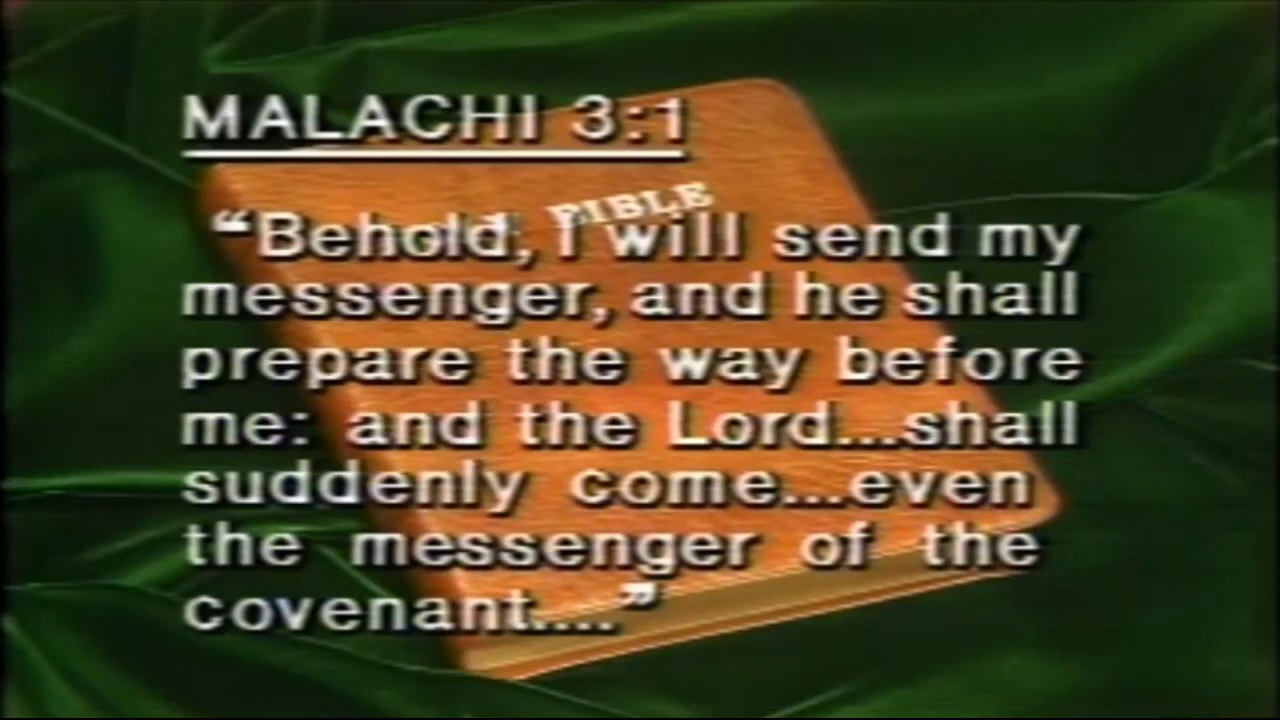 MALACHI 3:1
BIBLE
“Behold, I will send my
messenger, and he shall
prepare the way before
me: and the Lord....shall
suddenly come...even
the messenger of the
covenant....”